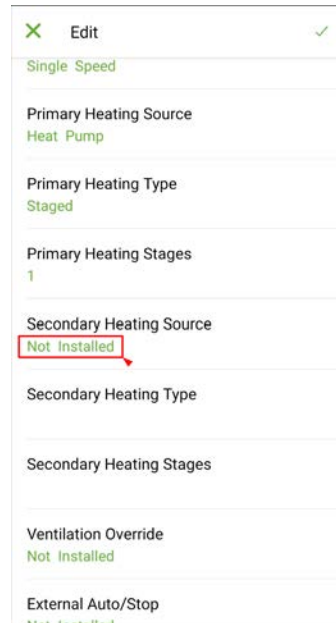 Edit
Single Speed
Primary Heating Source
Heat Pump
Primary Heating Type
Staged
Primary Heating Stages
1
Secondary Heating Source
Not Installed
Secondary Heating Type
Secondary Heating Stages
Ventilation Override
Not Installed
External Auto/Stop